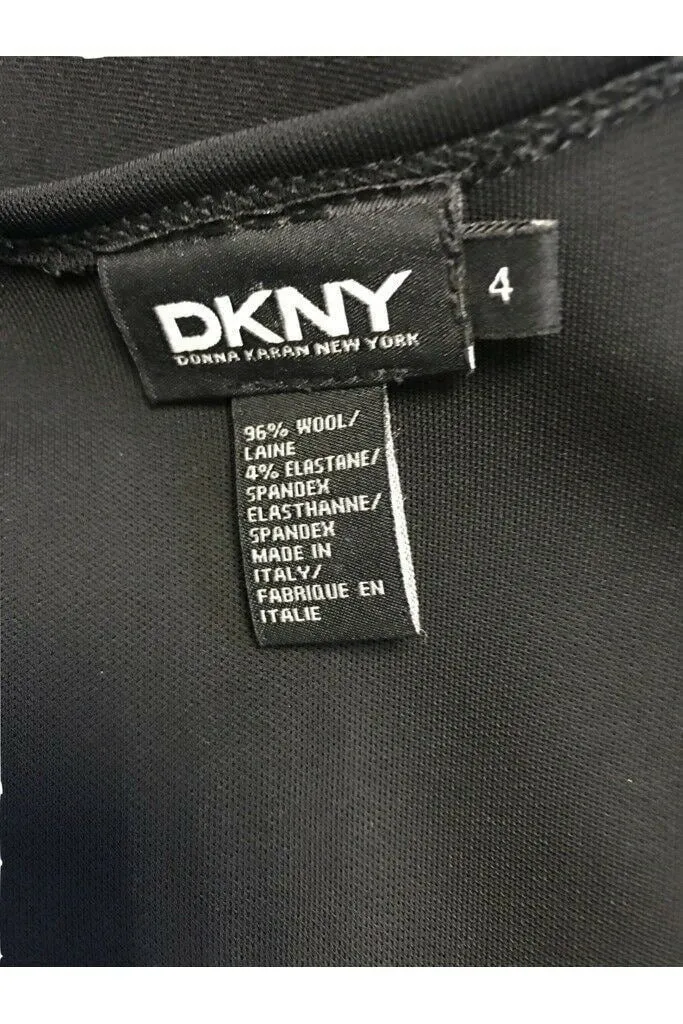 DKNY
DONNA KARAN NEW YORK
4
96% WOOL/
LAINE
4% ELASTANE/
SPANDEX
ELASTHANNE/
SPANDEX
MADE IN
ITALY/
FABRIQUE EN
ITALIE